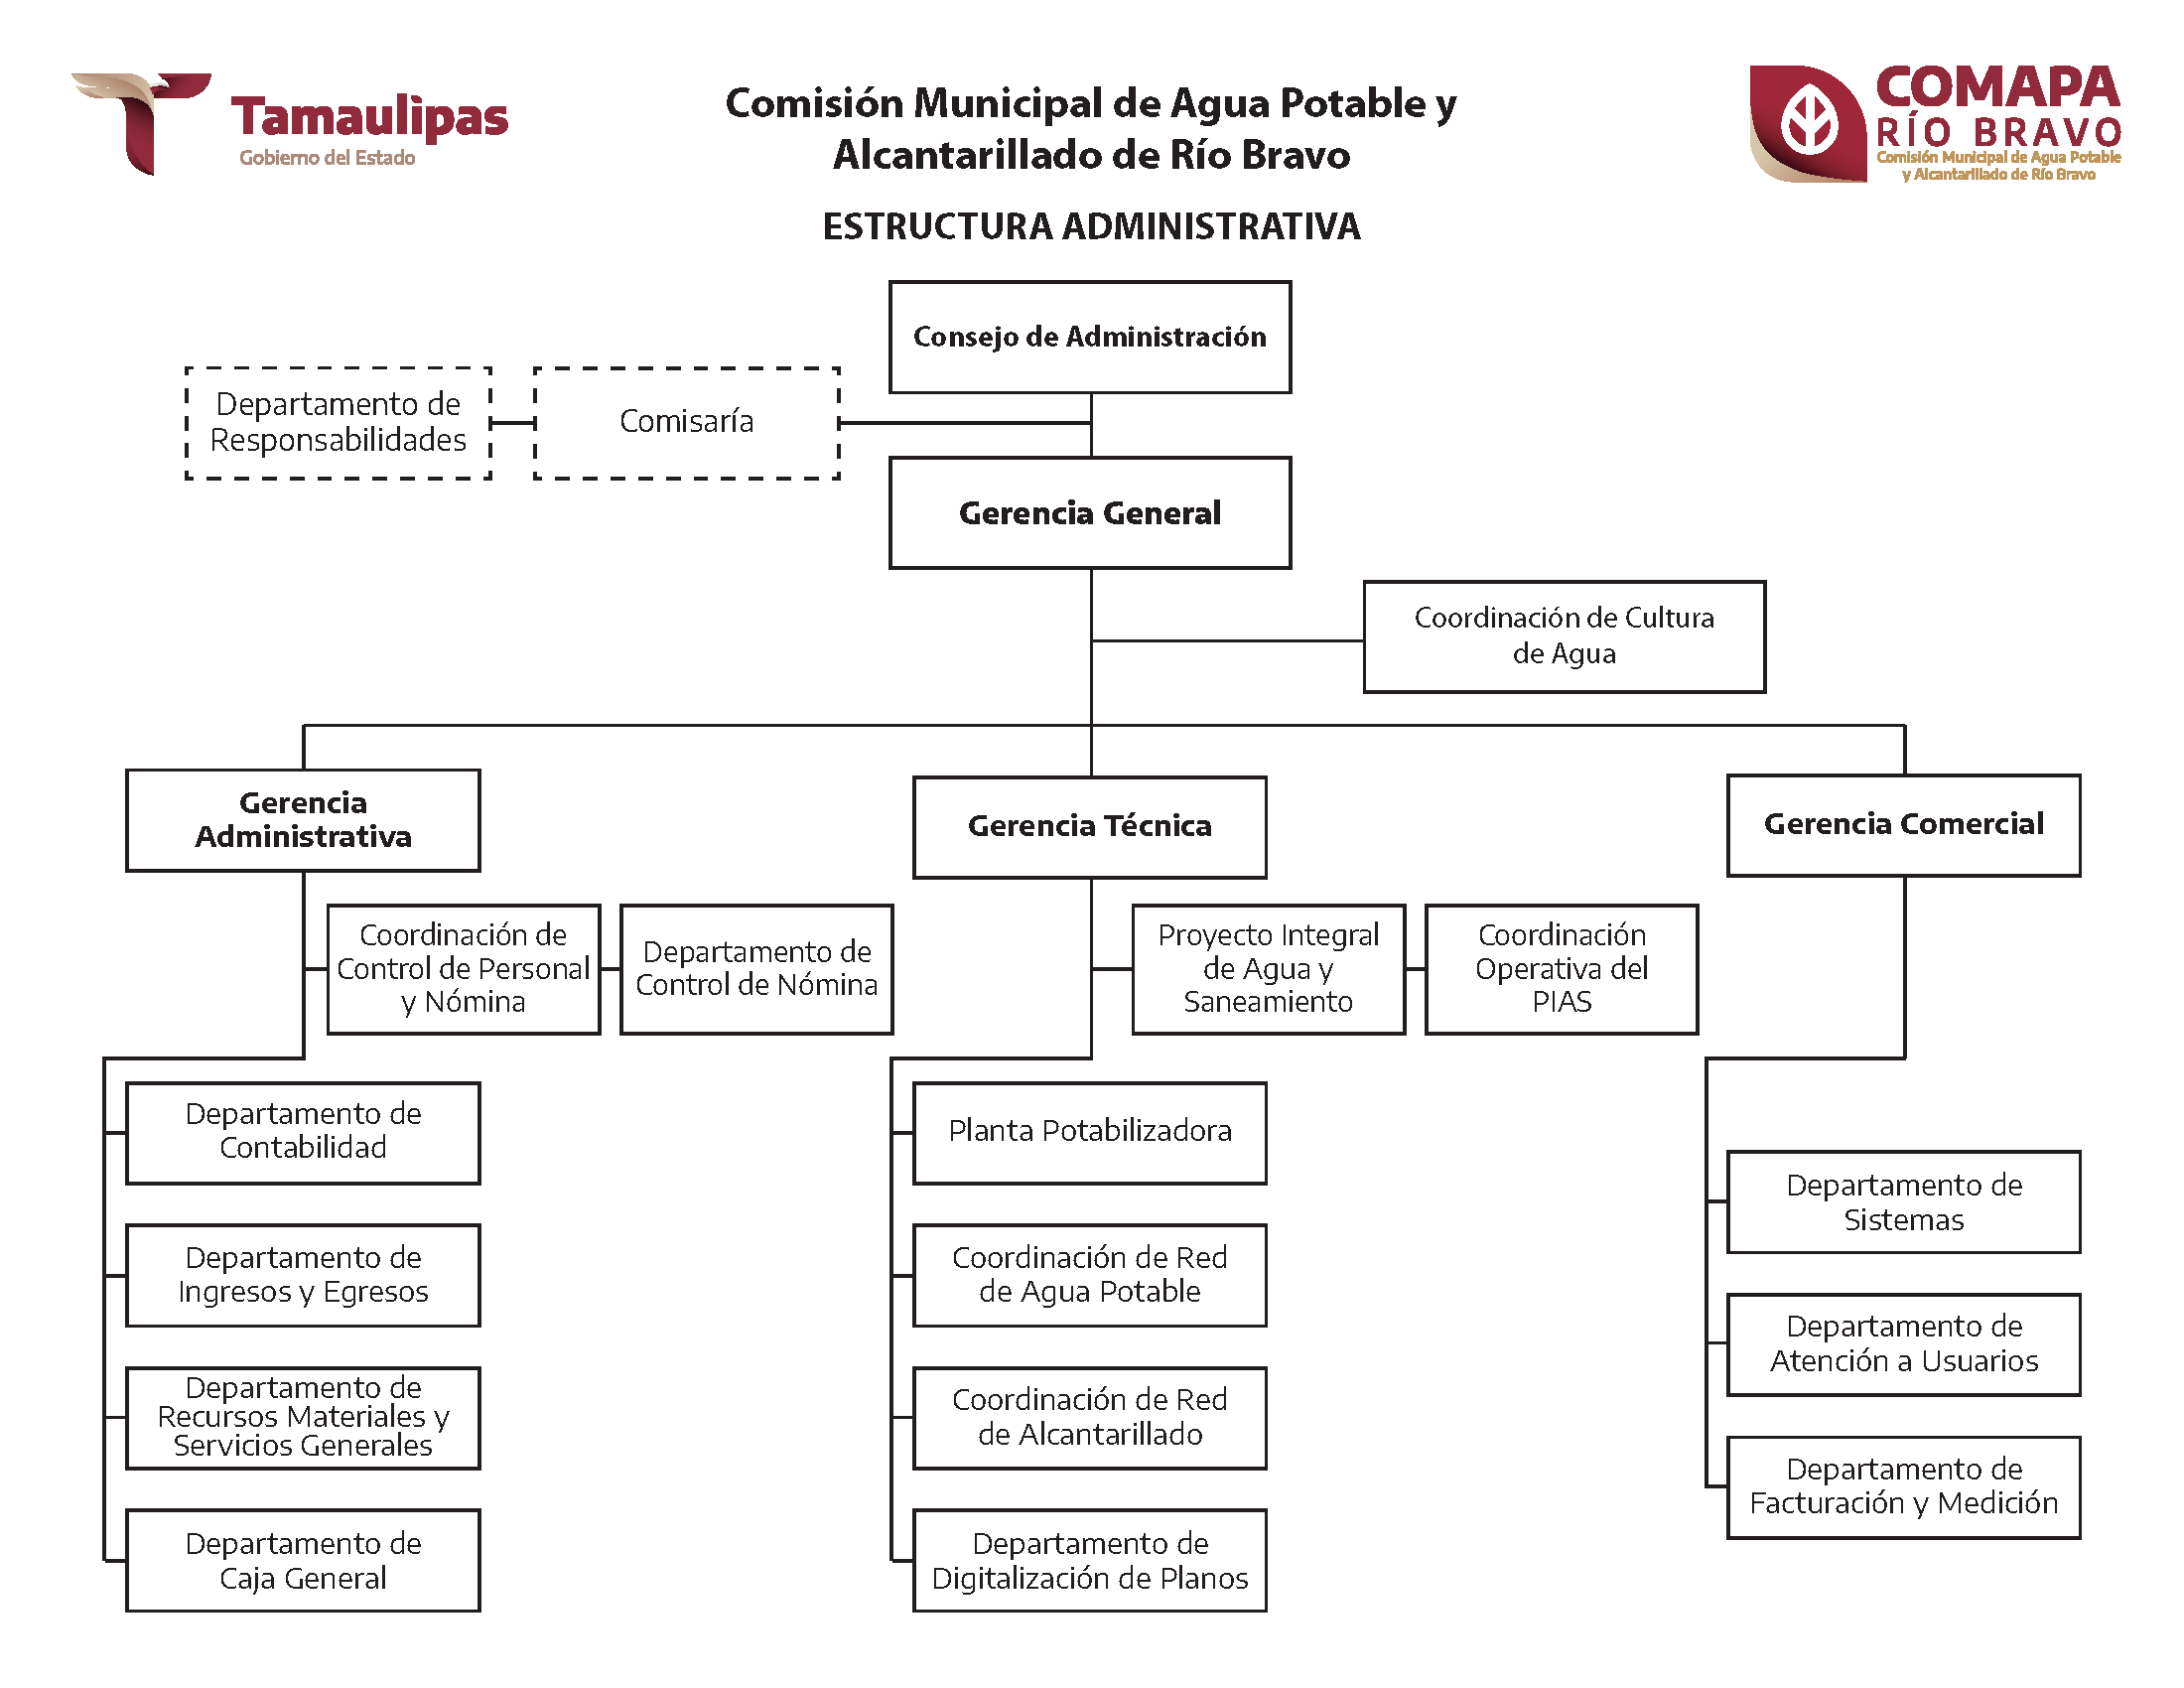 Tamaulipas
Gobierno del Estado
Comisión Municipal de Agua Potable y
Alcantarillado de Río Bravo
ESTRUCTURA ADMINISTRATIVA
COMAPA
RÍO BRAVO
Comisión Municipal de Agua Potable
y Alcantarillado de Río Bravo
Consejo de Administración
Departamento de
Responsabilidades
Comisaría
Gerencia General
Coordinación de Cultura
de Agua
Gerencia
Administrativa
Gerencia Técnica
Gerencia Comercial
Coordinación de
Control de Personal
y Nómina
Departamento de
Control de Nómina
Proyecto Integral
de Agua y
Saneamiento
Coordinación
Operativa del
PIAS
Departamento de
Contabilidad
Departamento de
Ingresos y Egresos
Departamento de
Recursos Materiales y
Servicios Generales
Departamento de
Caja General
Planta Potabilizadora
Coordinación de Red
de Agua Potable
Coordinación de Red
de Alcantarillado
Departamento de
Digitalización de Planos
Departamento de
Sistemas
Departamento de
Atención a Usuarios
Departamento de
Facturación y Medición